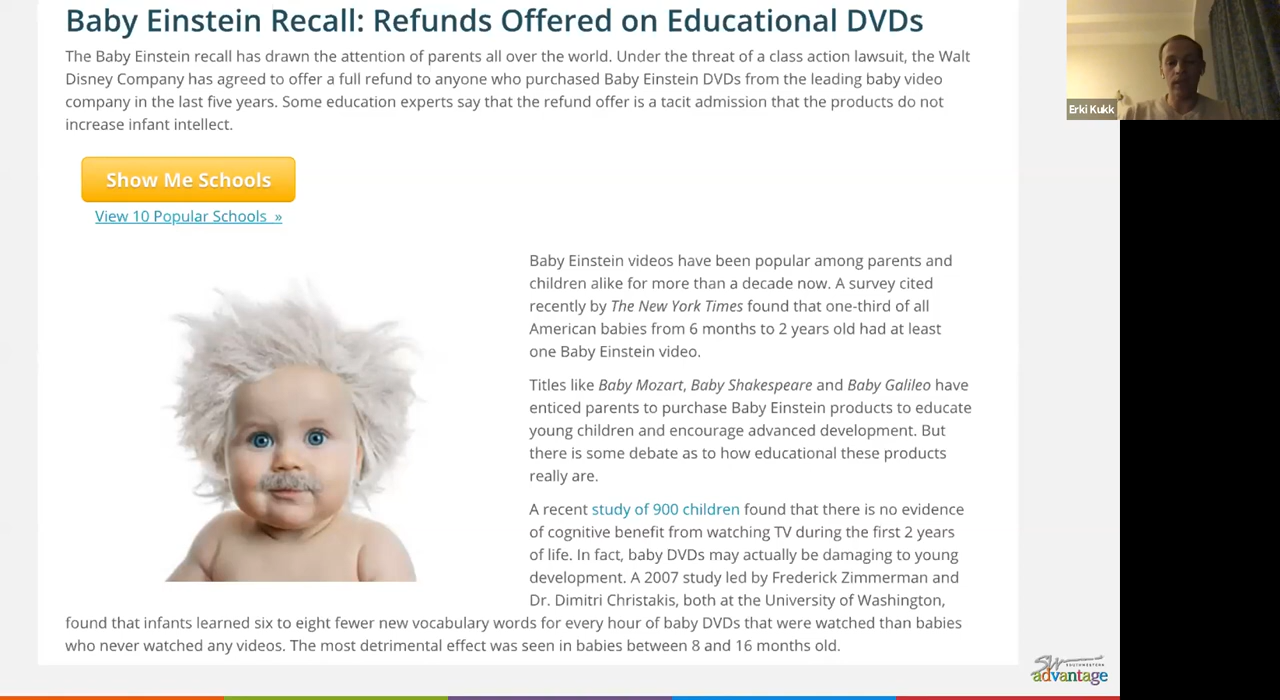 Baby Einstein Recall: Refunds Offered on Educational DVDs
The Baby Einstein recall has drawn the attention of parents all over the world. Under the threat of a class action lawsuit, the Walt
Disney Company has agreed to offer a full refund to anyone who purchased Baby Einstein DVDs from the leading baby video
company in the last five years. Some education experts say that the refund offer is a tacit admission that the products do not
increase infant intellect.
Show Me Schools
View 10 Popular Schools »
Baby Einstein videos have been popular among parents and
children alike for more than a decade now. A survey cited
recently by The New York Times found that one-third of all
American babies from 6 months to 2 years old had at least
one Baby Einstein video.
Titles like Baby Mozart, Baby Shakespeare and Baby Galileo have
enticed parents to purchase Baby Einstein products to educate
young children and encourage advanced development. But
there is some debate as to how educational these products
really are.
A recent study of 900 children found that there is no evidence
of cognitive benefit from watching TV during the first 2 years
of life. In fact, baby DVDs may actually be damaging to young
development. A 2007 study led by Frederick Zimmerman and
Dr. Dimitri Christakis, both at the University of Washington,
found that infants learned six to eight fewer new vocabulary words for every hour of baby DVDs that were watched than babies
who never watched any videos. The most detrimental effect was seen in babies between 8 and 16 months old.
Erki Kukk
SW SOUTHWESTERN
advantage